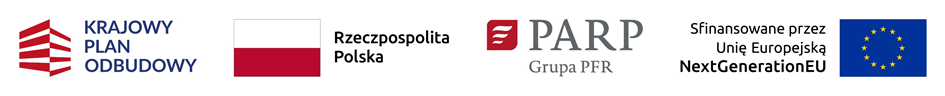 KRAJOWY
PLAN
ODBUDOWY
Rzeczpospolita
Polska
PARP
Grupa PFR
Sfinansowane przez
Unię Europejską
NextGenerationEU